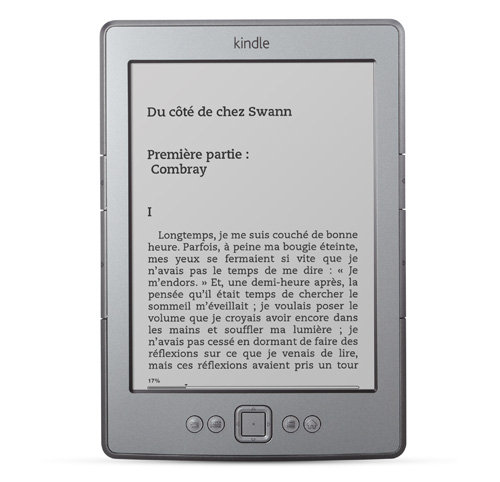 kindle
Du côté de chez Swann
Première partie :
Combray
I
Longtemps, je me suis couché de bonne
heure. Parfois, à peine ma bougie éteinte,
mes yeux se fermaient si vite que je
n'avais pas le temps de me dire : « Je
m'endors. » Et, une demi-heure après, la
pensée qu'il était temps de chercher le
sommeil m'éveillait ; je voulais poser le
volume que je croyais avoir encore dans
les mains et souffler ma lumière ; je
n'avais pas cessé en dormant de faire des
réflexions sur ce que je venais de lire,
mais ces réflexions avaient pris un tour
17%